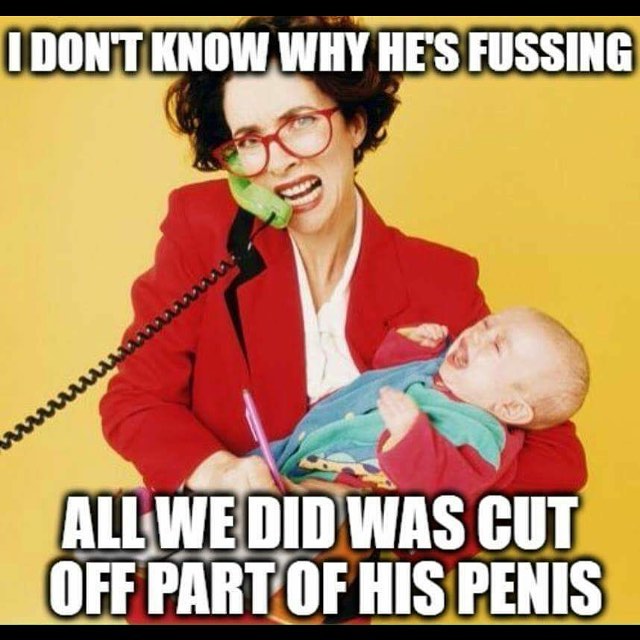 I DON'T KNOW WHY HE'S FUSSING
ALL WE DID WAS CUT
OFF PART OF HIS PENIS